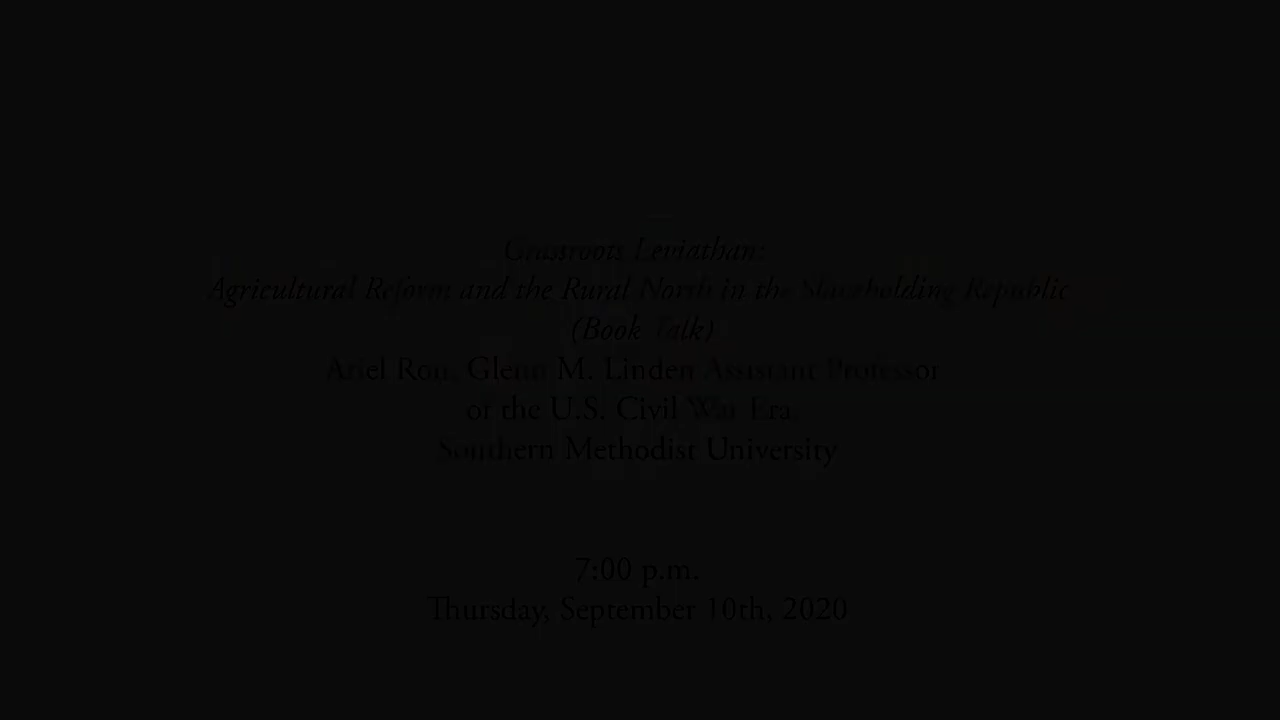 Grassroots Leviathan:
Agricultural Reform and the Rural North in the Slaveholding Republic
(Book Talk)
Ariel Ron, Glenn M. Linden Assistant Professor
of the U.S. Civil War Era,
Southern Methodist University
7:00 p.m.
Thursday, September 10th, 2020